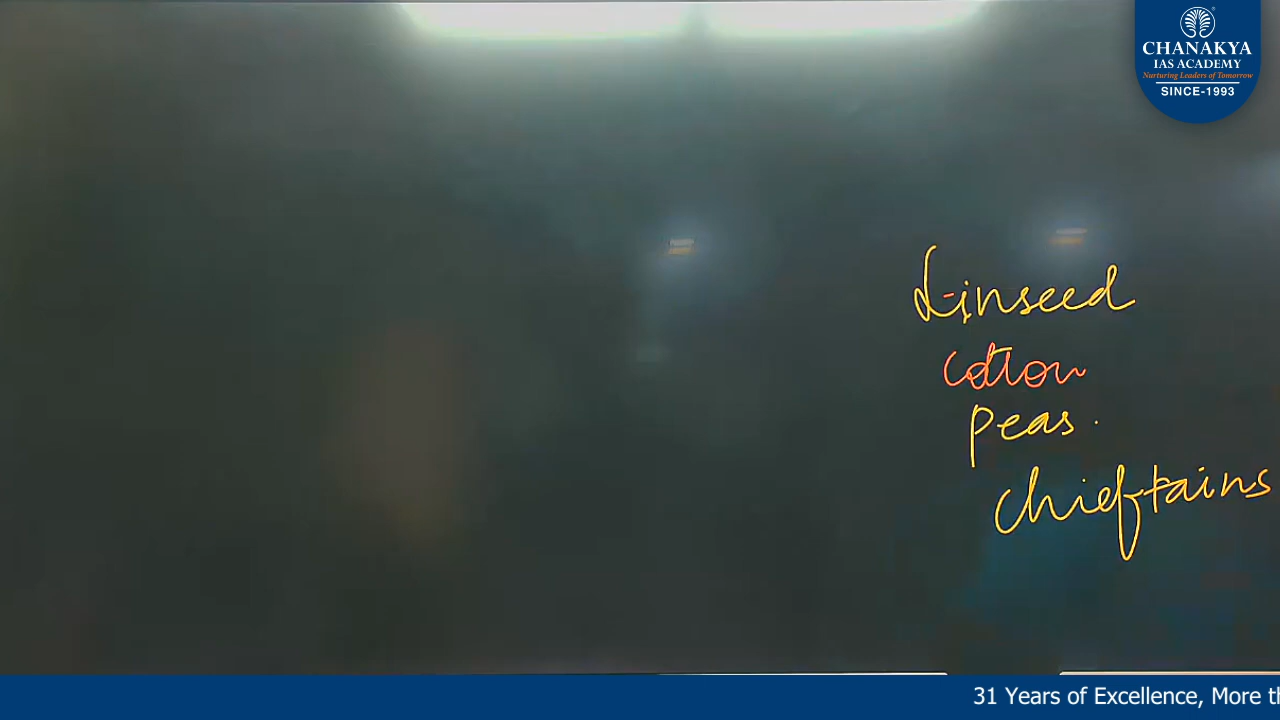 CHANAKYA
IAS ACADEMY
Nurturing Leaders of Tomorrow
SINCE-1993
Linseed
cotton
peas.
chieftains
31 Years of Excellence, More th